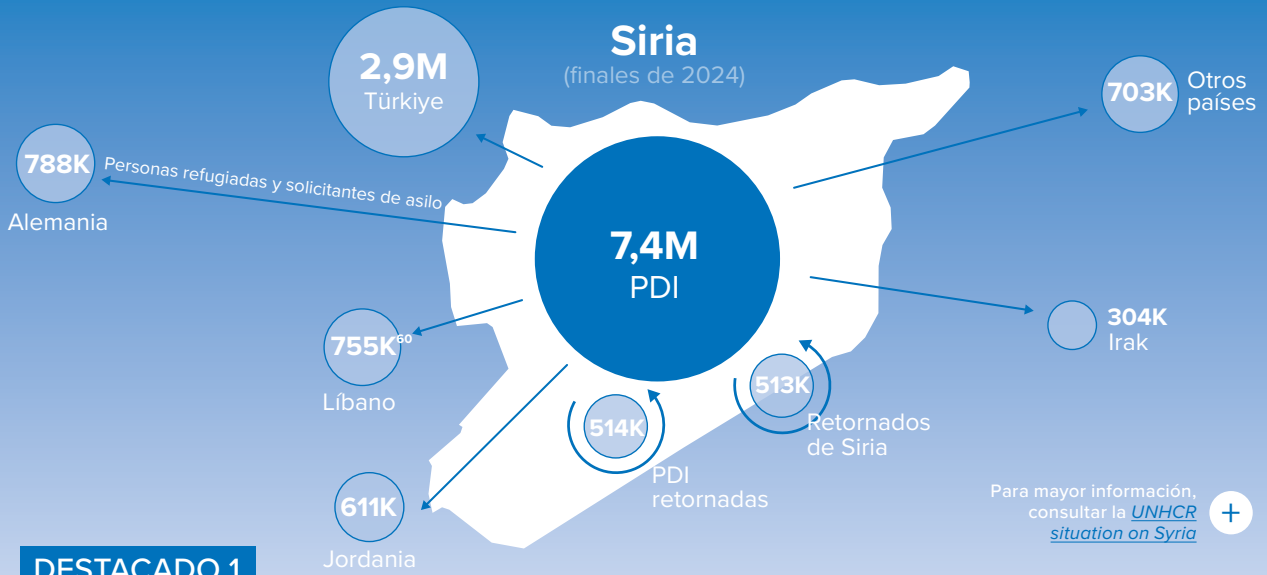 Siria
(finales de 2024)
2,9M
Türkiye
703K
Otros
países
788K
Alemania
Personas refugiadas y solicitantes de asilo
7,4M
PDI
755K60
Líbano
304K
Irak
513K
Retornados
de Siria
514K
PDI
retornadas
611K
Jordania
Para mayor información,
consultar la UNHCR
situation on Syria
+
DESTACADO 1